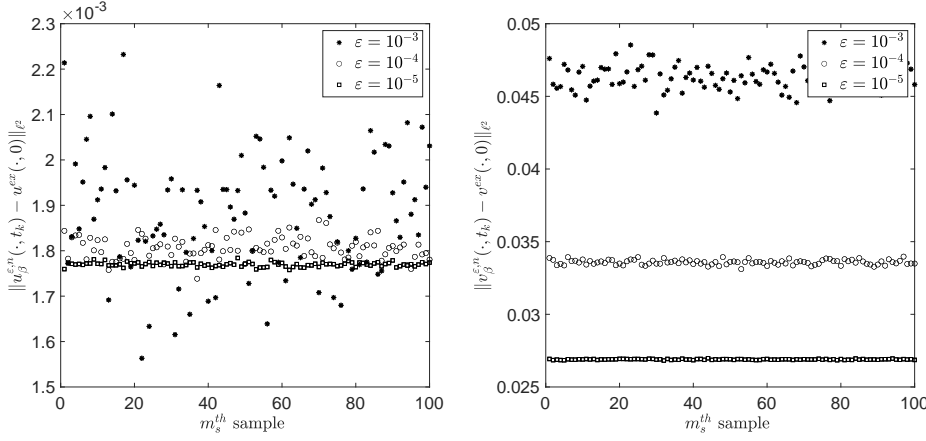 ×10⁻³
2.3
2.2
2.1
2
1.9
1.8
1.7
1.6
1.5
0
20
40
60
80
100
m_s^{th} sample
||u_β^{ε,n}(·, t_k) − u^{ex}(·, 0)||_{ℓ²}
ε = 10⁻³
ε = 10⁻⁴
ε = 10⁻⁵
0.05
0.045
0.04
0.035
0.03
0.025
0
20
40
60
80
100
m_s^{th} sample
||v_β^{ε,n}(·, t_k) − v^{ex}(·, 0)||_{ℓ²}
ε = 10⁻³
ε = 10⁻⁴
ε = 10⁻⁵